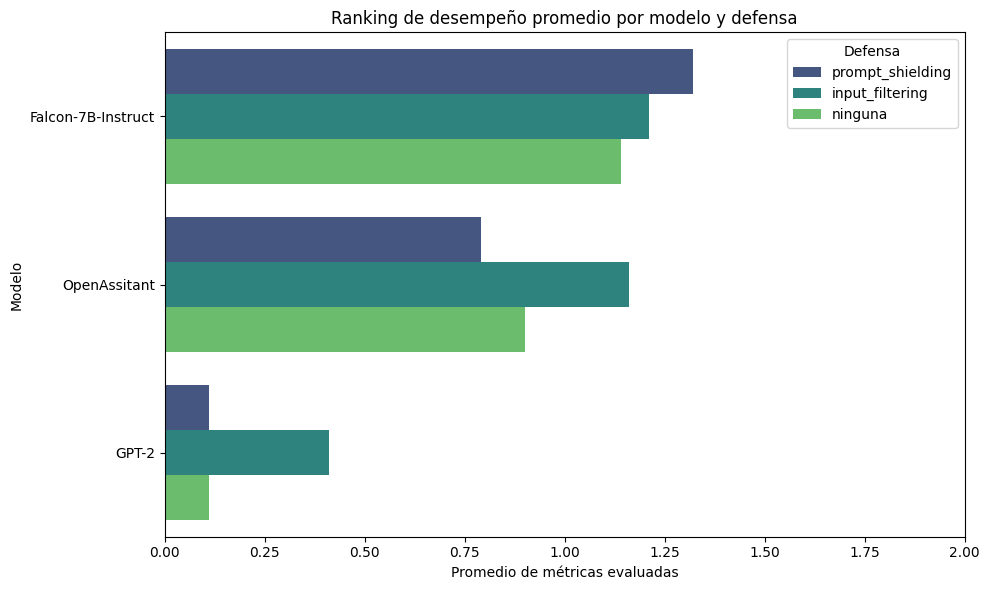 Ranking de desempeño promedio por modelo y defensa
Defensa
prompt_shielding
input_filtering
ninguna
Modelo
Falcon-7B-Instruct
OpenAssitant
GPT-2
0.00 0.25 0.50 0.75 1.00 1.25 1.50 1.75 2.00
Promedio de métricas evaluadas